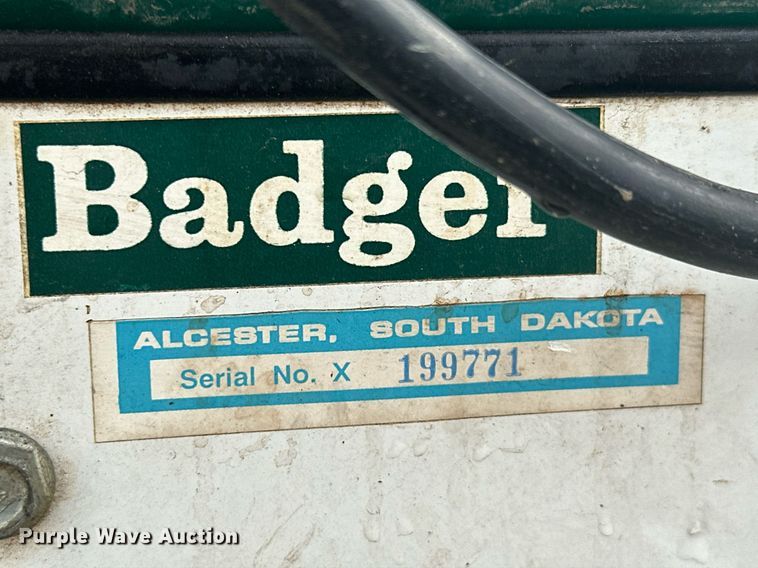 Badger
ALCESTER, SOUTH DAKOTA
Serial No. X 199771
Purple Wave Auction